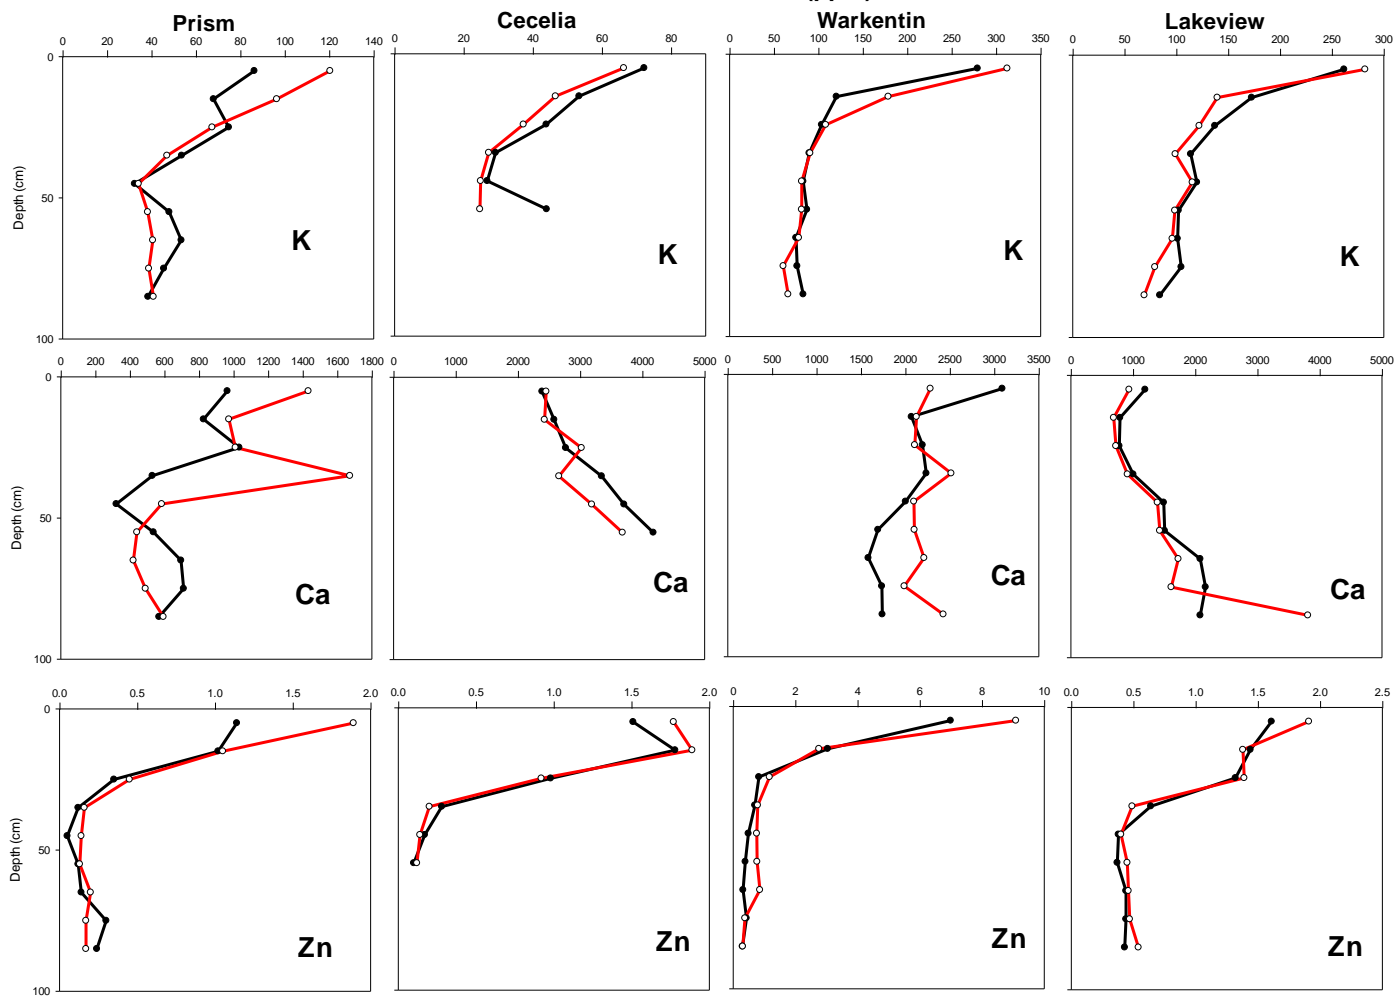 Prism Cecelia Warkentin Lakeview
0 20 40 60 80 100 120 140
0 20 40 60 80
0 50 100 150 200 250 300 350
0 50 100 150 200 250 300
0
50
100
Depth (cm)
K K K K
0 200 400 600 800 1000 1200 1400 1600 1800
0 1000 2000 3000 4000 5000
0 500 1000 1500 2000 2500 3000 3500
0 1000 2000 3000 4000 5000
0
50
100
Depth (cm)
Ca Ca Ca Ca
0.0 0.5 1.0 1.5 2.0
0.0 0.5 1.0 1.5 2.0
0 2 4 6 8 10
0.0 0.5 1.0 1.5 2.0 2.5
0
50
100
Depth (cm)
Zn Zn Zn Zn